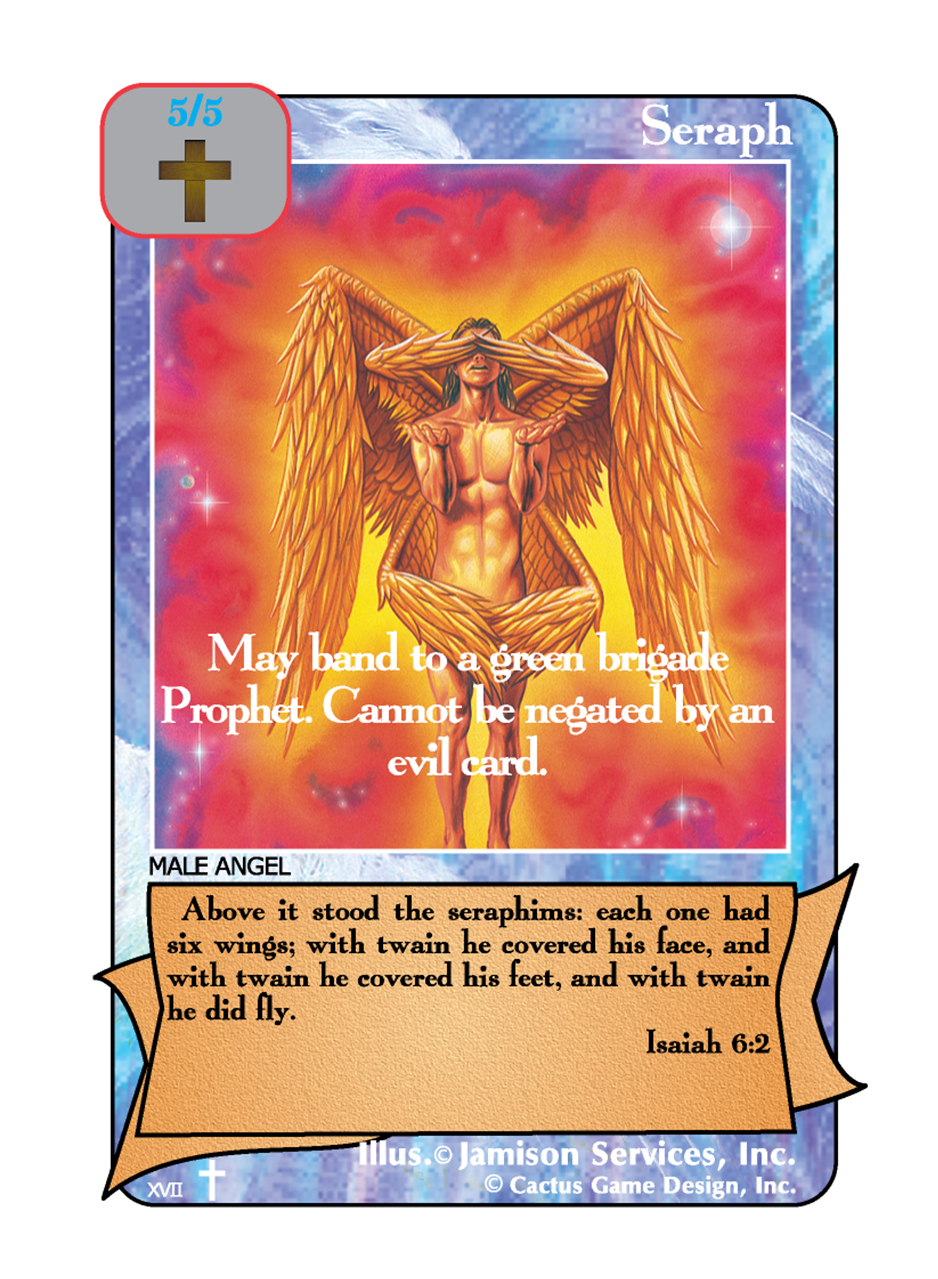 5/5
Seraph
May band to a green brigade
Prophet. Cannot be negated by an
evil card.
MALE ANGEL
Above it stood the seraphims: each one had
six wings; with twain he covered his face, and
with twain he covered his feet, and with twain
he did fly.
Isaiah 6:2
Illus.© Jamison Services, Inc.
XVII
© Cactus Game Design, Inc.